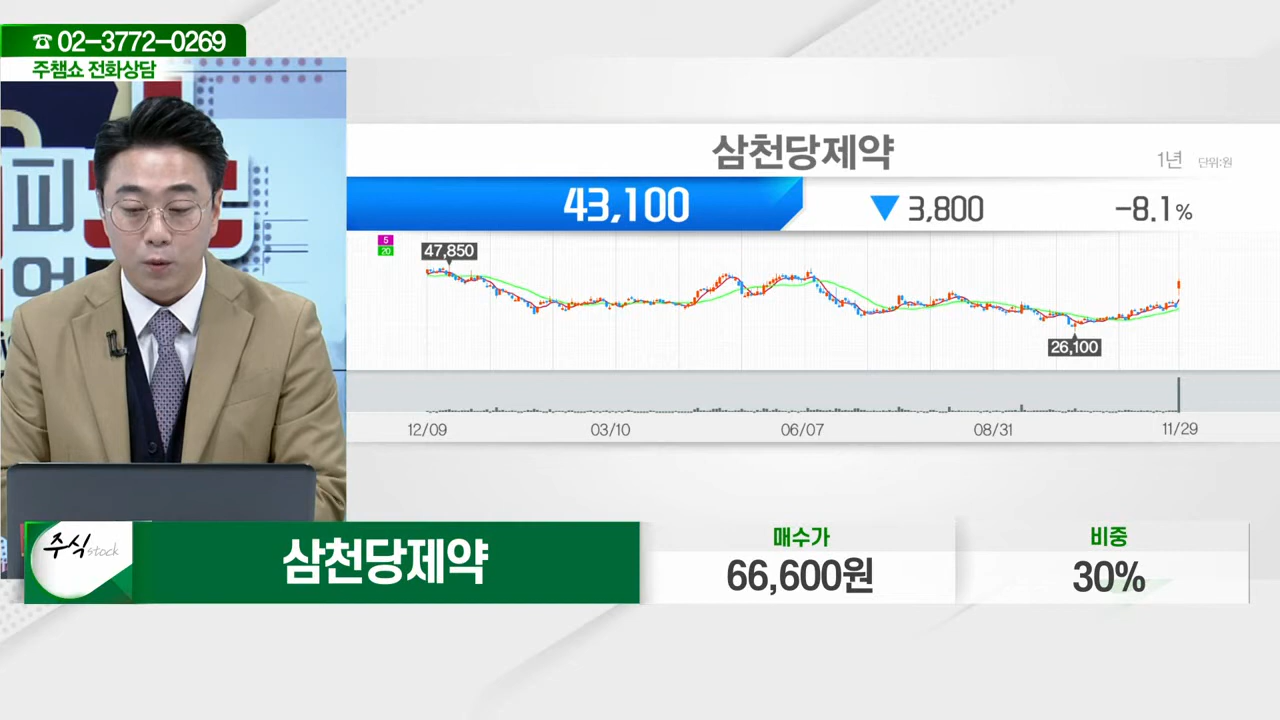 ☎ 02-3772-0269
주챔쇼 전화상담
피
어
삼천당제약
1년 단위:원
43,100 ▼ 3,800 -8.1%
5
20
47,850
26,100
12/09 03/10 06/07 08/31 11/29
주식 stock
삼천당제약
매수가
66,600원
비중
30%